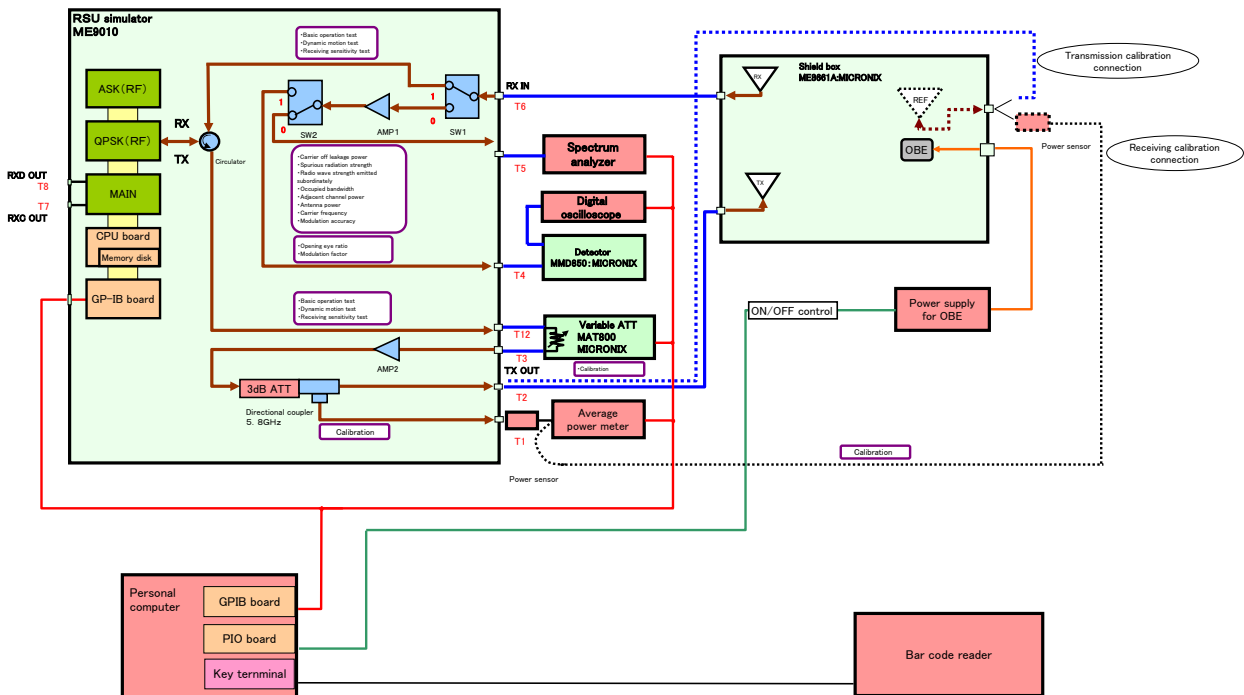 RSU simulator
ME9010
・Basic operation test
・Dynamic motion test
・Receiving sensitivity test
ASK(RF)
QPSK(RF)
MAIN
CPU board
Memory disk
GP-IB board
RX
TX
Circulator
RXD OUT
T8
T7
RXC OUT
1
0
SW2
AMP1
1
0
SW1
RX IN
T6
・Carrier off leakage power
・Spurious radiation strength
・Radio wave strength emitted
subordinately
・Occupied bandwidth
・Adjacent channel power
・Antenna power
・Carrier frequency
・Modulation accuracy
・Opening eye ratio
・Modulation factor
T5
Spectrum
analyzer
Digital
oscilloscope
Detector
MMD850:MICRONIX
T4
・Basic operation test
・Dynamic motion test
・Receiving sensitivity test
T12
T3
Variable ATT
MAT800
MICRONIX
・Calibration
AMP2
TX OUT
T2
3dB ATT
Directional coupler
5. 8GHz
Calibration
T1
Average
power meter
Power sensor
Shield box
ME8661A:MICRONIX
RX
REF
OBE
TX
Power sensor
Transmission calibration
connection
Receiving calibration
connection
ON/OFF control
Power supply
for OBE
Calibration
Personal
computer
GPIB board
PIO board
Key ternminal
Bar code reader